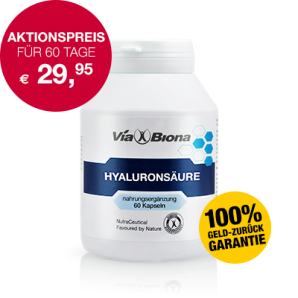 AKTIONSPREIS
FÜR 60 TAGE
€ 29,95
Vía Biona
HYALURONSÄURE
nahrungsergänzung
60 Kapseln
NutraCeutical
Favoured by Nature
100%
GELD-ZURÜCK
GARANTIE